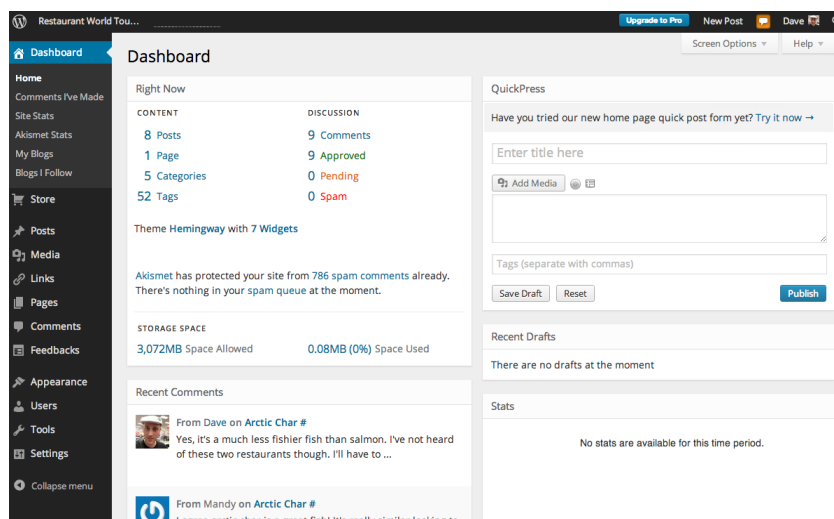 Restaurant World Tou...
Upgrade to Pro
New Post
Dave
Dashboard
Home
Comments I've Made
Site Stats
Akismet Stats
My Blogs
Blogs I Follow
Store
Posts
Media
Links
Pages
Comments
Feedbacks
Appearance
Users
Tools
Settings
Collapse menu
Screen Options
Help
Dashboard
Right Now
CONTENT
8 Posts
1 Page
5 Categories
52 Tags
DISCUSSION
9 Comments
9 Approved
0 Pending
0 Spam
Theme Hemingway with 7 Widgets
Akismet has protected your site from 786 spam comments already.
There's nothing in your spam queue at the moment.
STORAGE SPACE
3,072MB Space Allowed
0.08MB (0%) Space Used
Recent Comments
From Dave on Arctic Char #
Yes, it's a much less fishier fish than salmon. I've not heard
of these two restaurants though. I'll have to ...
From Mandy on Arctic Char #
QuickPress
Have you tried our new home page quick post form yet? Try it now →
Enter title here
Add Media
Tags (separate with commas)
Save Draft
Reset
Publish
Recent Drafts
There are no drafts at the moment
Stats
No stats are available for this time period.